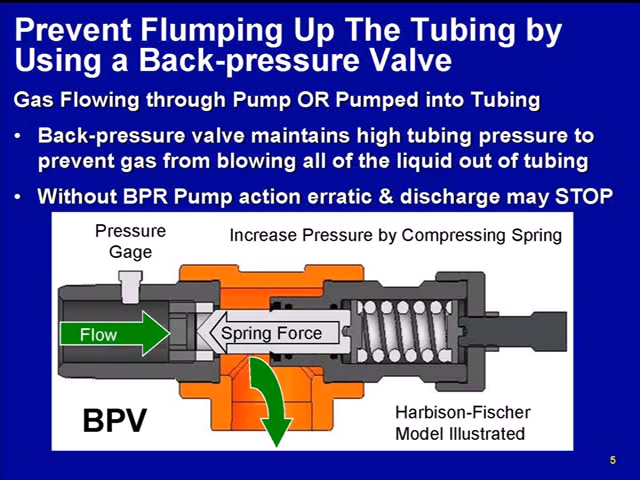 Prevent Flumping Up The Tubing by
Using a Back-pressure Valve
Gas Flowing through Pump OR Pumped into Tubing
• Back-pressure valve maintains high tubing pressure to
prevent gas from blowing all of the liquid out of tubing
• Without BPR Pump action erratic & discharge may STOP
Pressure
Gage
Increase Pressure by Compressing Spring
Flow
Spring Force
BPV
Harbison-Fischer
Model Illustrated
5